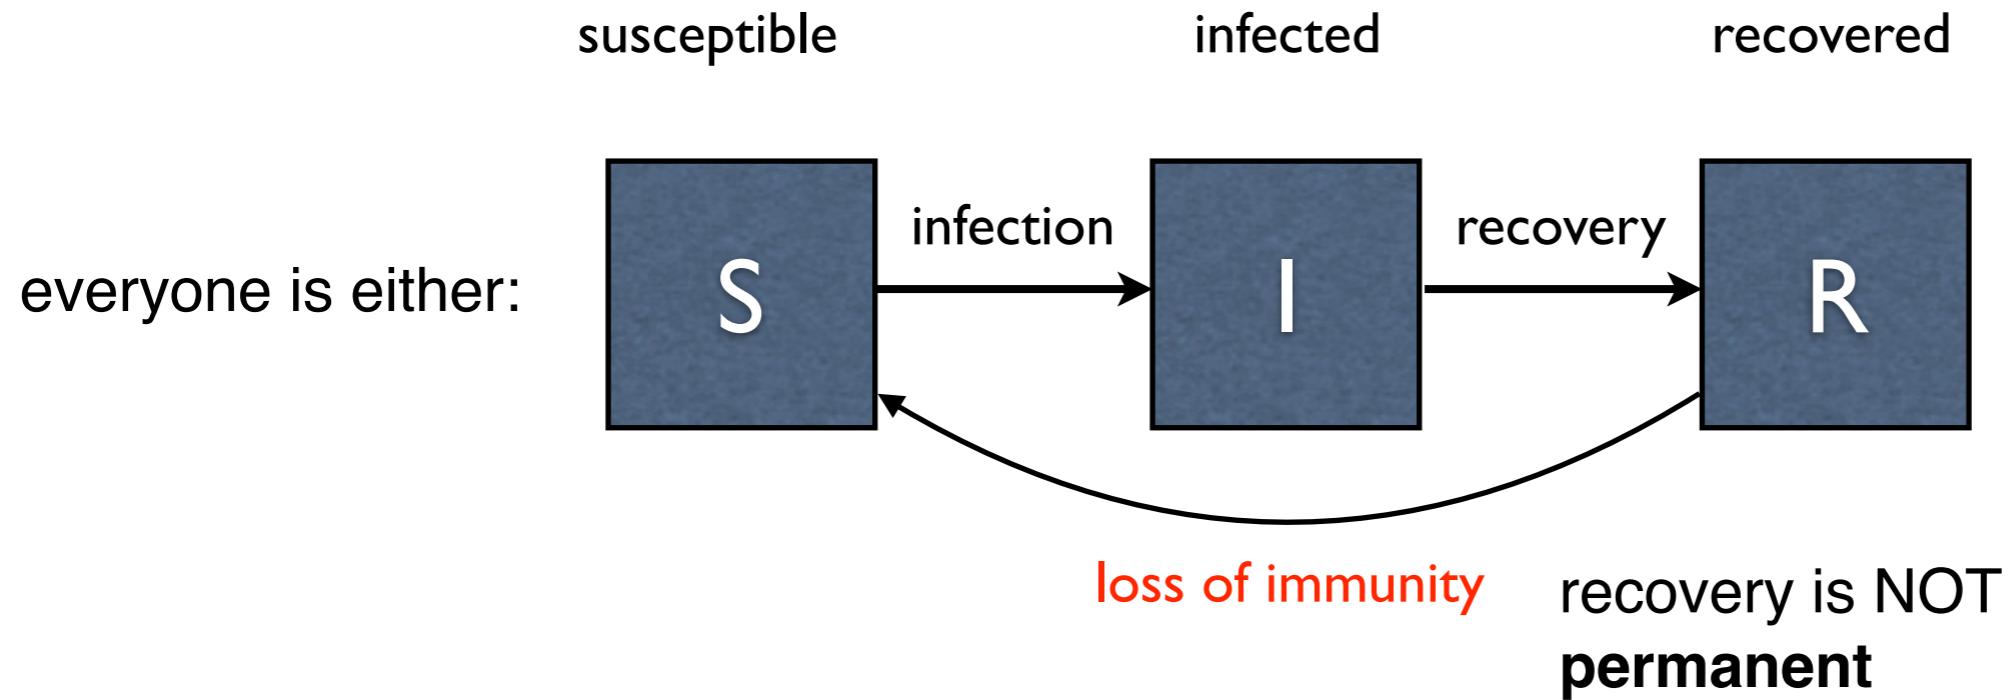 susceptible infected recovered
infection recovery
everyone is either: S I R
loss of immunity
recovery is NOT
permanent